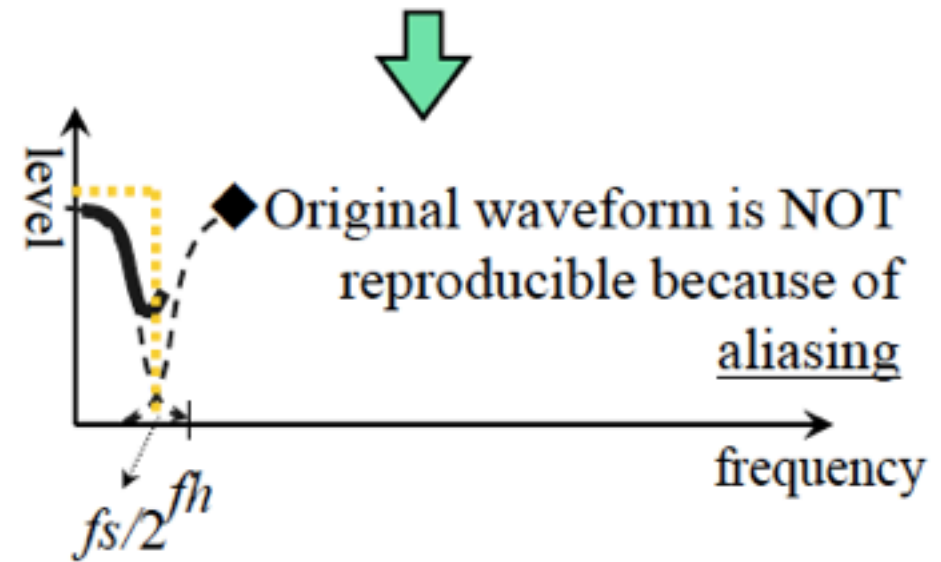 level
Original waveform is NOT
reproducible because of
aliasing
frequency
fh
fs/2